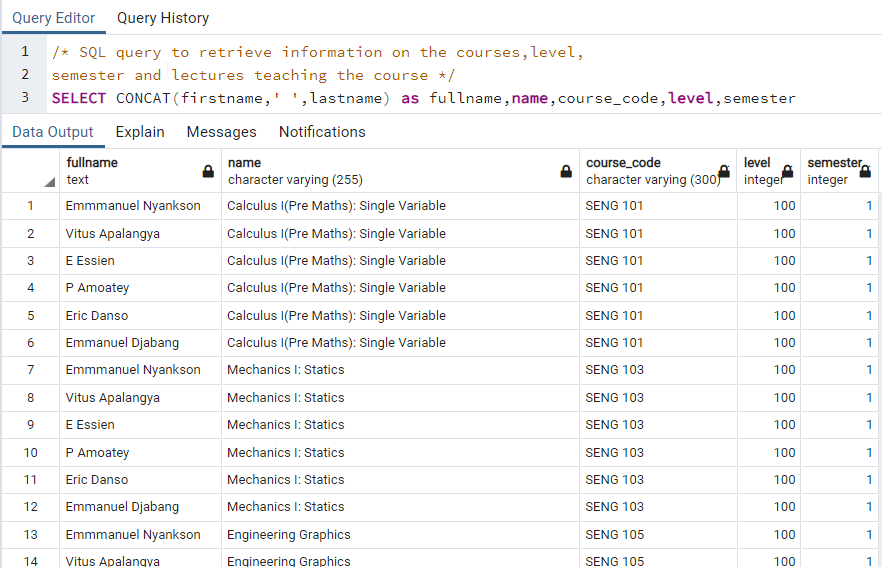 Query Editor Query History
1 /* SQL query to retrieve information on the courses,level,
2 semester and lectures teaching the course */
3 SELECT CONCAT(firstname,' ',lastname) as fullname,name,course_code,level,semester
Data Output Explain Messages Notifications
fullname name course_code level semester
text character varying (255) character varying (300) integer integer
1 Emmmanuel Nyankson Calculus I(Pre Maths): Single Variable SENG 101 100 1
2 Vitus Apalangya Calculus I(Pre Maths): Single Variable SENG 101 100 1
3 E Essien Calculus I(Pre Maths): Single Variable SENG 101 100 1
4 P Amoatey Calculus I(Pre Maths): Single Variable SENG 101 100 1
5 Eric Danso Calculus I(Pre Maths): Single Variable SENG 101 100 1
6 Emmanuel Djabang Calculus I(Pre Maths): Single Variable SENG 101 100 1
7 Emmmanuel Nyankson Mechanics I: Statics SENG 103 100 1
8 Vitus Apalangya Mechanics I: Statics SENG 103 100 1
9 E Essien Mechanics I: Statics SENG 103 100 1
10 P Amoatey Mechanics I: Statics SENG 103 100 1
11 Eric Danso Mechanics I: Statics SENG 103 100 1
12 Emmanuel Djabang Mechanics I: Statics SENG 103 100 1
13 Emmmanuel Nyankson Engineering Graphics SENG 105 100 1
14 Vitus Apalangya Engineering Graphics SENG 105 100 1